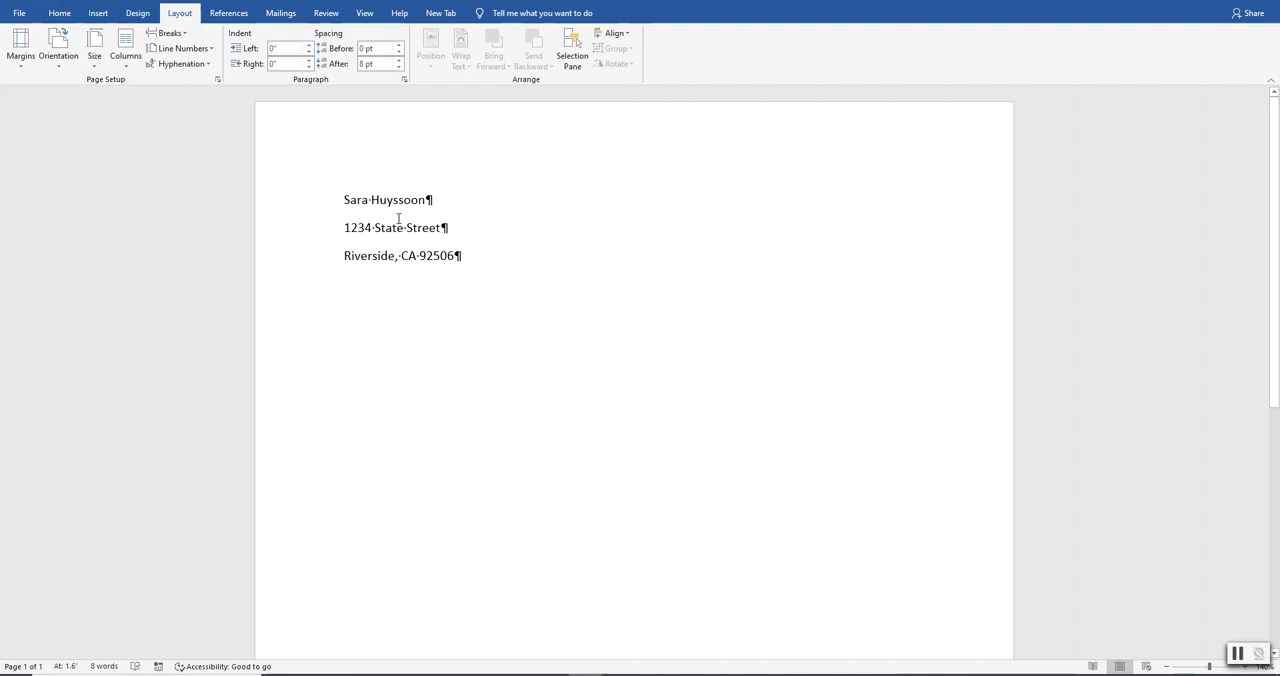 File Home Insert Design Layout References Mailings Review View Help New Tab Tell me what you want to do Share
Margins Orientation Size Columns
Breaks
Line Numbers
Hyphenation
Page Setup
Indent Spacing
Left: 0" Before: 0 pt
Right: 0" After: 8 pt
Paragraph
Position Wrap Text Bring Forward Send Backward Selection Pane
Align
Group
Rotate
Arrange
Sara·Huyssoon¶
1234·State·Street¶
Riverside,·CA·92506¶
Page 1 of 1 At: 1.6" 8 words Accessibility: Good to go